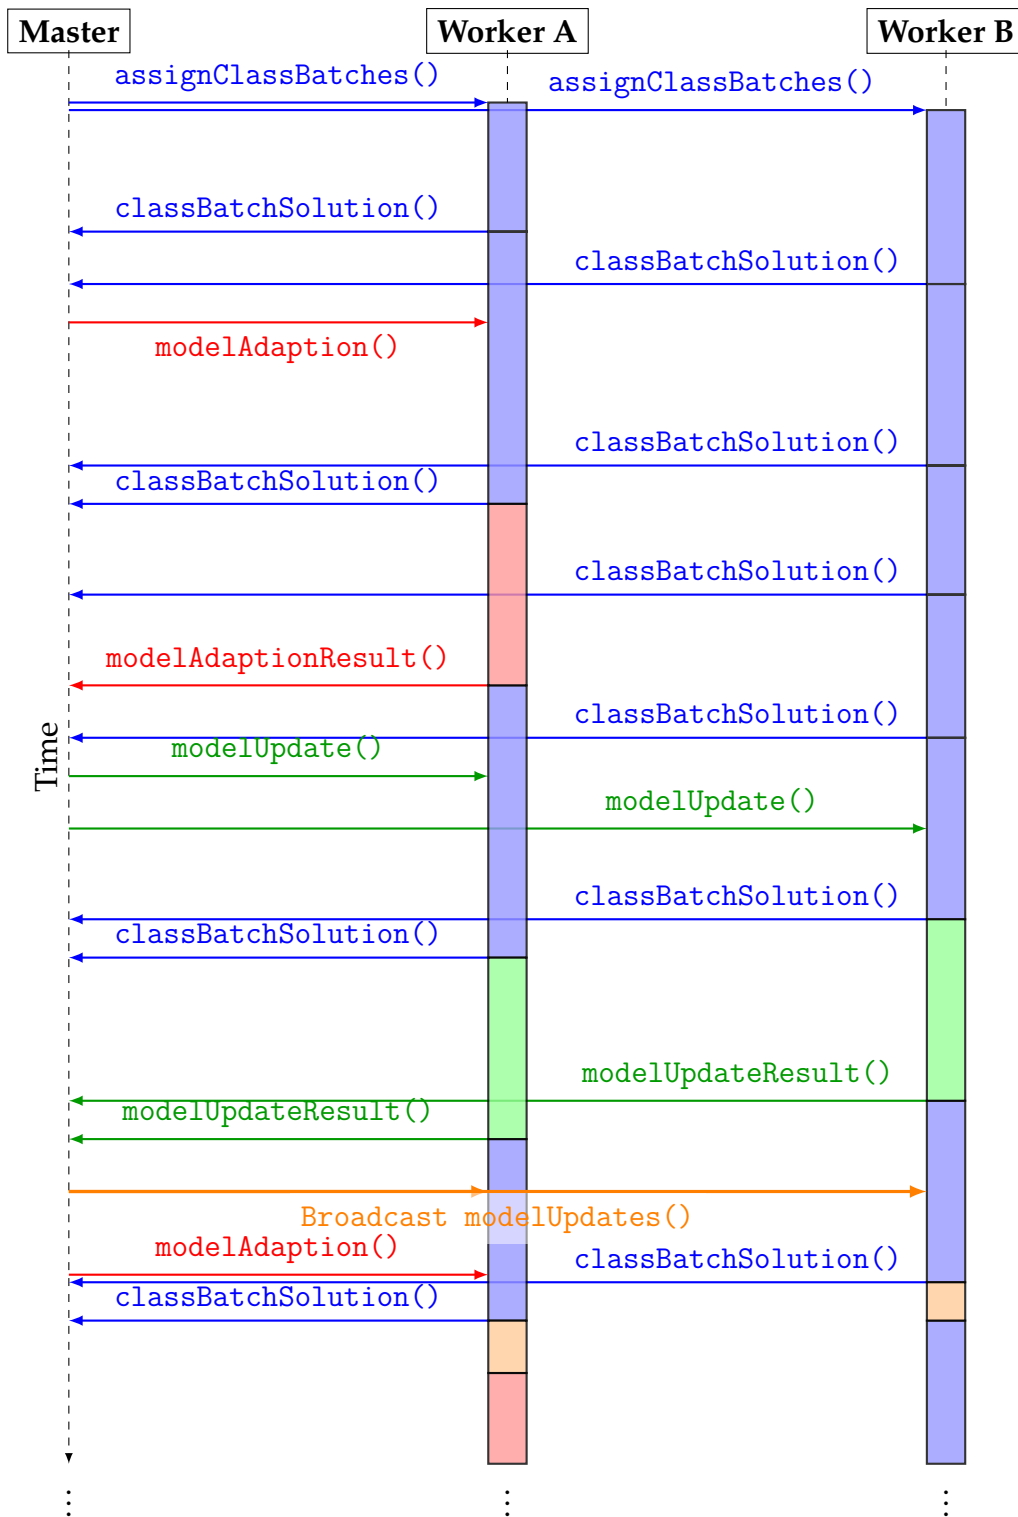 Master
Worker A
Worker B
assignClassBatches()
assignClassBatches()
classBatchSolution()
classBatchSolution()
modelAdaption()
classBatchSolution()
classBatchSolution()
classBatchSolution()
modelAdaptionResult()
classBatchSolution()
Time
modelUpdate()
modelUpdate()
classBatchSolution()
classBatchSolution()
modelUpdateResult()
modelUpdateResult()
Broadcast modelUpdates()
modelAdaption()
classBatchSolution()
classBatchSolution()